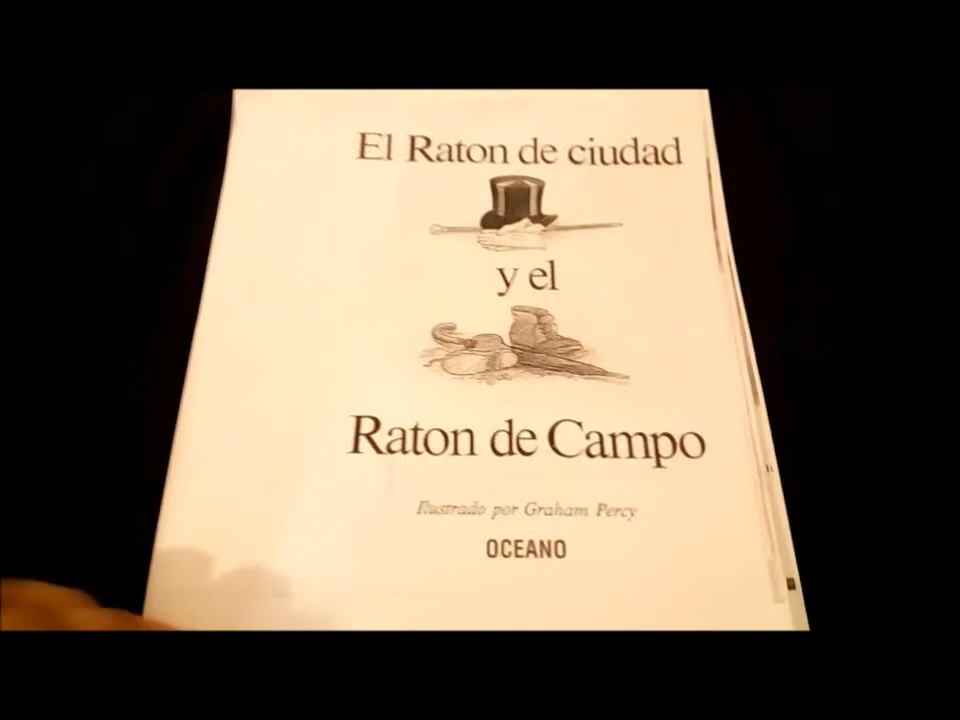 El Raton de ciudad
y el
Raton de Campo
Ilustrado por Graham Percy
OCEANO